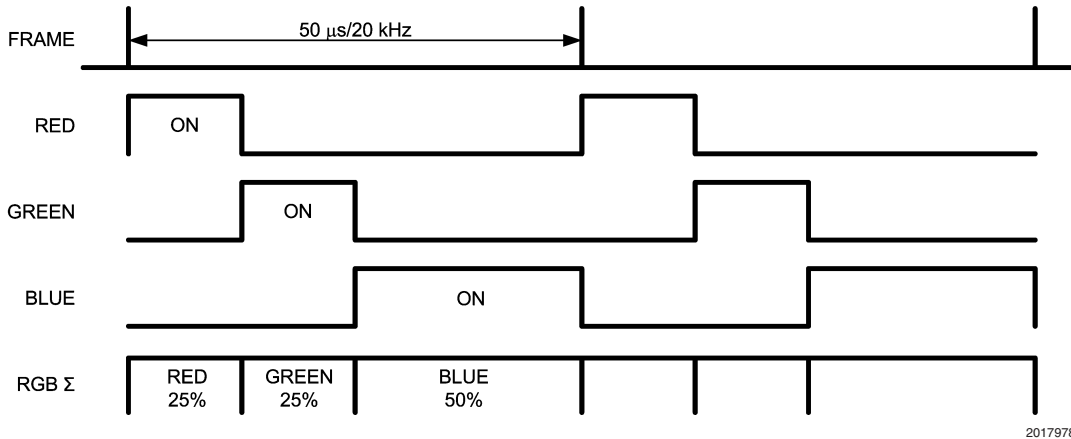 FRAME
50 μs/20 kHz
RED
ON
GREEN
ON
BLUE
ON
RGB Σ
RED
25%
GREEN
25%
BLUE
50%
2017978